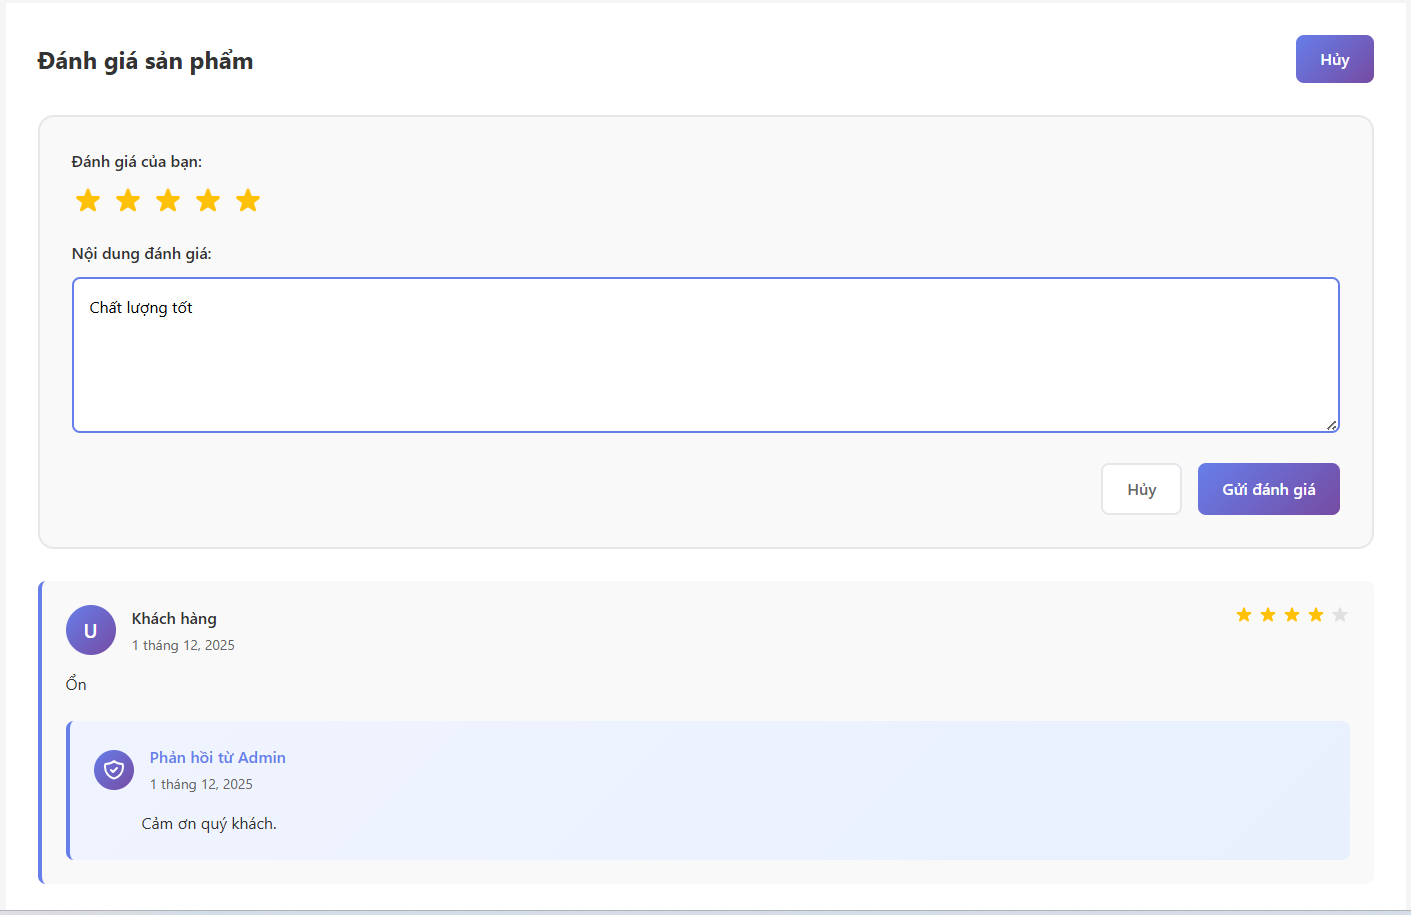 Đánh giá sản phẩm
Hủy
Đánh giá của bạn:
Nội dung đánh giá:
Chất lượng tốt
Hủy
Gửi đánh giá
U
Khách hàng
1 tháng 12, 2025
Ổn
Phản hồi từ Admin
1 tháng 12, 2025
Cảm ơn quý khách.